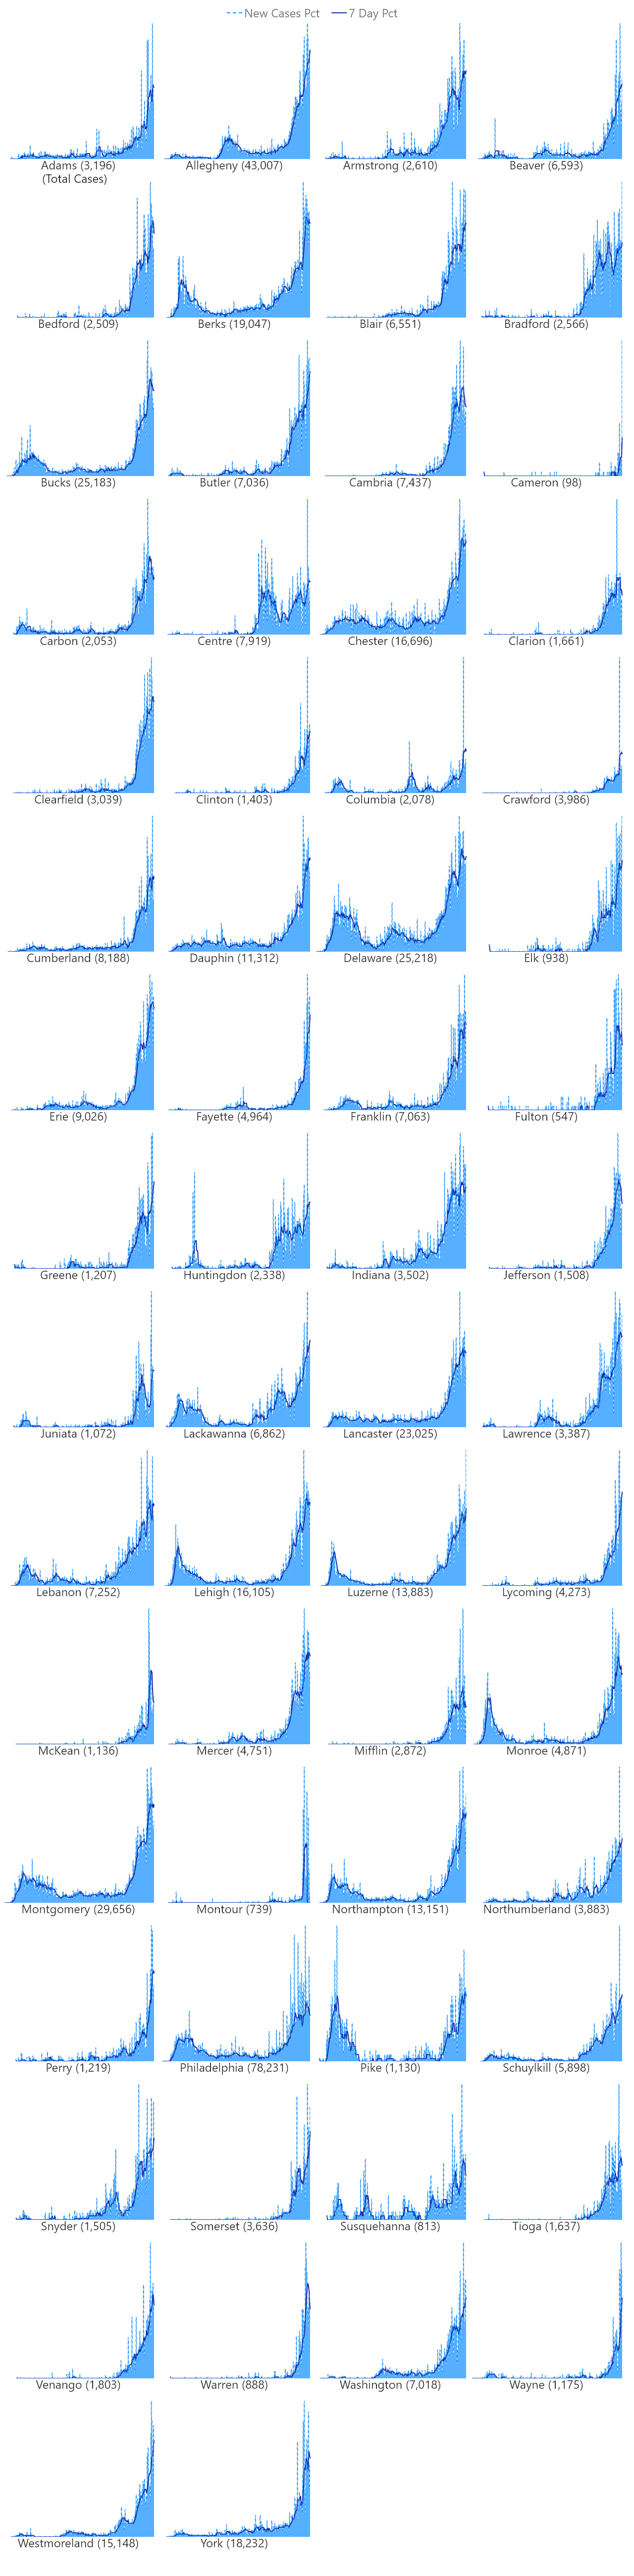 New Cases Pct 7 Day Pct
Adams (3,196) Allegheny (43,007) Armstrong (2,610) Beaver (6,593)
(Total Cases)
Bedford (2,509) Berks (19,047) Blair (6,551) Bradford (2,566)
Bucks (25,183) Butler (7,036) Cambria (7,437) Cameron (98)
Carbon (2,053) Centre (7,919) Chester (16,696) Clarion (1,661)
Clearfield (3,039) Clinton (1,403) Columbia (2,078) Crawford (3,986)
Cumberland (8,188) Dauphin (11,312) Delaware (25,218) Elk (938)
Erie (9,026) Fayette (4,964) Franklin (7,063) Fulton (547)
Greene (1,207) Huntingdon (2,338) Indiana (3,502) Jefferson (1,508)
Juniata (1,072) Lackawanna (6,862) Lancaster (23,025) Lawrence (3,387)
Lebanon (7,252) Lehigh (16,105) Luzerne (13,883) Lycoming (4,273)
McKean (1,136) Mercer (4,751) Mifflin (2,872) Monroe (4,871)
Montgomery (29,656) Montour (739) Northampton (13,151) Northumberland (3,883)
Perry (1,219) Philadelphia (78,231) Pike (1,130) Schuylkill (5,898)
Snyder (1,505) Somerset (3,636) Susquehanna (813) Tioga (1,637)
Venango (1,803) Warren (888) Washington (7,018) Wayne (1,175)
Westmoreland (15,148) York (18,232)